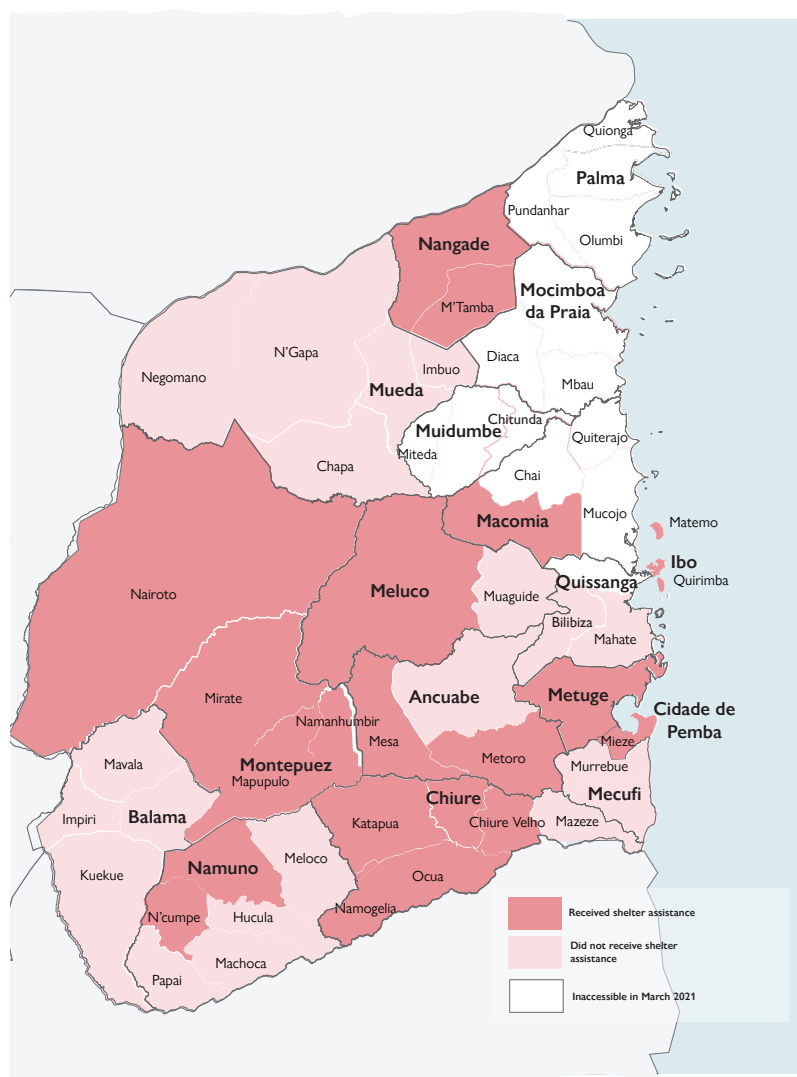 Quionga
Palma
Pundanhar
Olumbi
Nangade
Mocimboa
da Praia
M'Tamba
N'Gapa
Diaca
Imbuo
Negomano
Mbau
Mueda
Chitunda
Muidumbe
Quiterajo
Miteda
Chapa
Chai
Mucojo
Macomia
Matemo
Ibo
Quissanga
Quirimba
Meluco
Nairoto
Muaguide
Bilibiza
Mahate
Mirate
Ancuabe
Metuge
Cidade de
Pemba
Namanhumbir
Mesa
Mieze
Metoro
Mavala
Montepuez
Murrebue
Mapupulo
Mecufi
Chiure
Impiri
Balama
Katapua
Chiure Velho
Mazeze
Meloco
Namuno
Kuekue
Ocua
Namogelia
N'cumpe
Hucula
Machoca
Papai
Received shelter assistance
Did not receive shelter
assistance
Inaccessible in March 2021